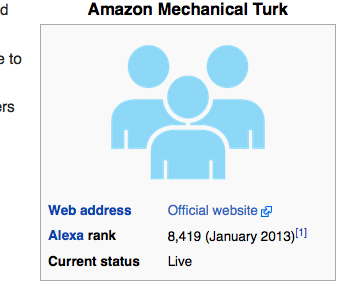 d
Amazon Mechanical Turk
e to
ers
Web address Official website
Alexa rank 8,419 (January 2013)[1]
Current status Live